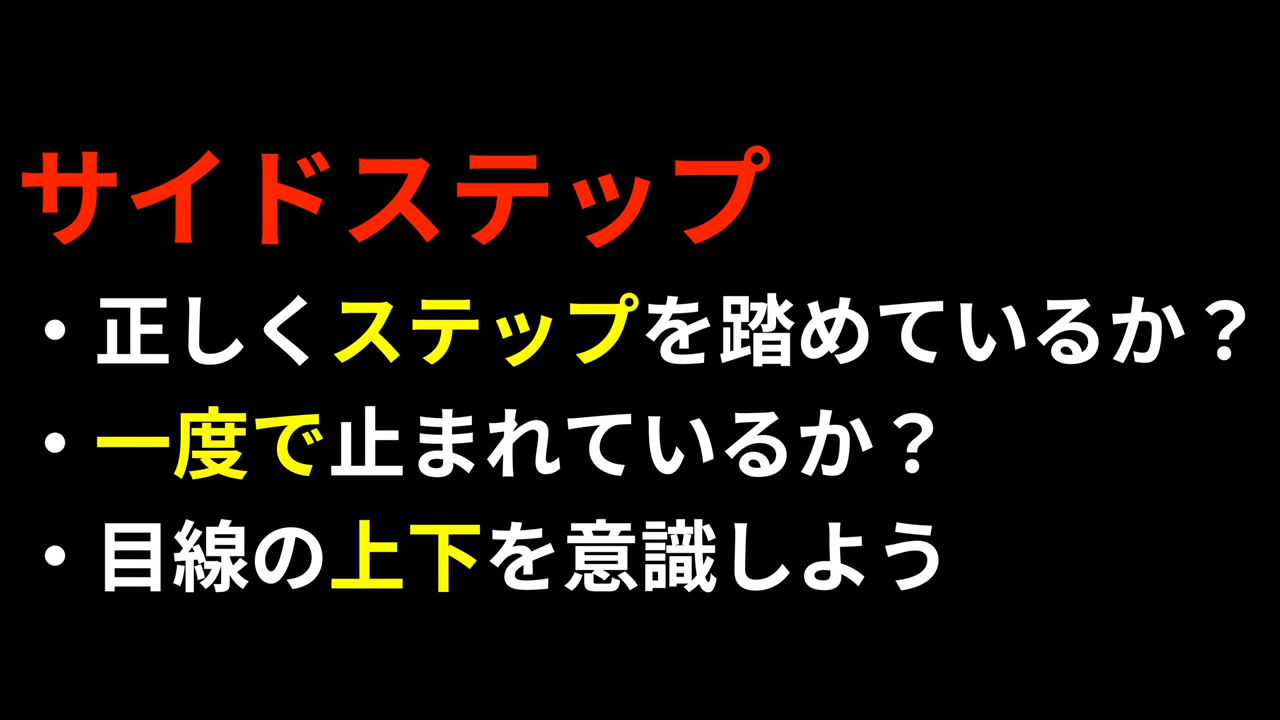 サイドステップ
・正しくステップを踏めているか？
・一度で止まれているか？
・目線の上下を意識しよう